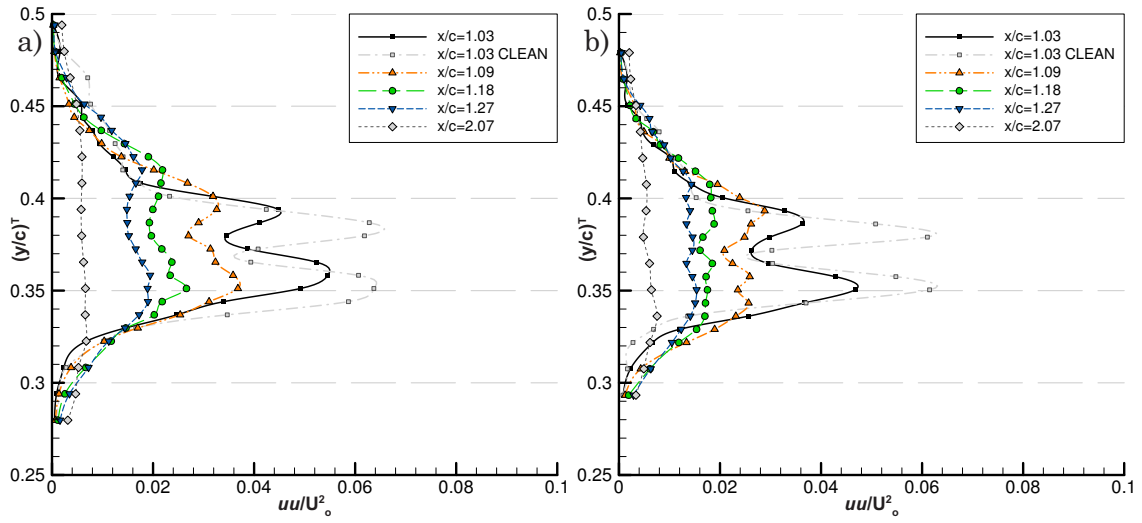 a)
0.5
0.45
0.4
0.35
0.3
0.25
(y/c)ᵀ
0
0.02
0.04
0.06
0.08
0.1
uu/U²ₒ
x/c=1.03
x/c=1.03 CLEAN
x/c=1.09
x/c=1.18
x/c=1.27
x/c=2.07
b)
0.5
0.45
0.4
0.35
0.3
0.25
(y/c)ᵀ
0
0.02
0.04
0.06
0.08
0.1
uu/U²ₒ
x/c=1.03
x/c=1.03 CLEAN
x/c=1.09
x/c=1.18
x/c=1.27
x/c=2.07